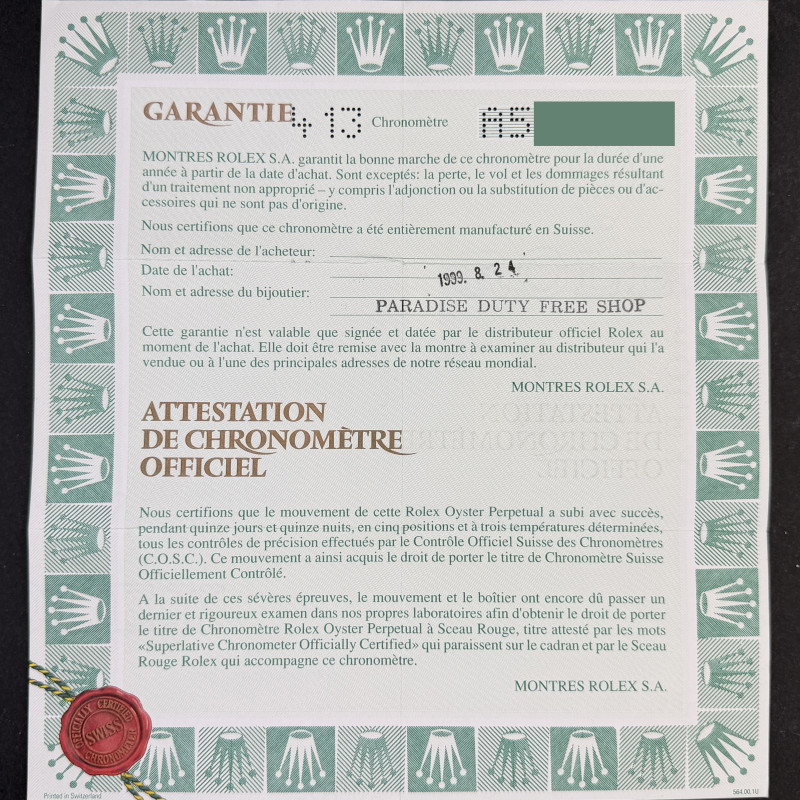 GARANTIE 413 Chronomètre A5
MONTRES ROLEX S.A. garantit la bonne marche de ce chronomètre pour la durée d'une
année à partir de la date d'achat. Sont exceptés: la perte, le vol et les dommages résultant
d'un traitement non approprié – y compris l'adjonction ou la substitution de pièces ou d'ac-
cessoires qui ne sont pas d'origine.
Nous certifions que ce chronomètre a été entièrement manufacturé en Suisse.
Nom et adresse de l'acheteur:
Date de l'achat: 1999. 8. 24
Nom et adresse du bijoutier:
PARADISE DUTY FREE SHOP
Cette garantie n'est valable que signée et datée par le distributeur officiel Rolex au
moment de l'achat. Elle doit être remise avec la montre à examiner au distributeur qui l'a
vendue ou à l'une des principales adresses de notre réseau mondial.
MONTRES ROLEX S.A.
ATTESTATION
DE CHRONOMÈTRE
OFFICIEL
Nous certifions que le mouvement de cette Rolex Oyster Perpetual a subi avec succès,
pendant quinze jours et quinze nuits, en cinq positions et à trois températures déterminées,
tous les contrôles de précision effectués par le Contrôle Officiel Suisse des Chronomètres
(C.O.S.C.). Ce mouvement a ainsi acquis le droit de porter le titre de Chronomètre Suisse
Officiellement Contrôlé.
A la suite de ces sévères épreuves, le mouvement et le boîtier ont encore dû passer un
dernier et rigoureux examen dans nos propres laboratoires afin d'obtenir le droit de porter
le titre de Chronomètre Rolex Oyster Perpetual à Sceau Rouge, titre attesté par les mots
«Superlative Chronometer Officially Certified» qui paraissent sur le cadran et par le Sceau
Rouge Rolex qui accompagne ce chronomètre.
MONTRES ROLEX S.A.
OFFICIALLY CERTIFIED
SWISS
CHRONOMETER
Printed in Switzerland
564.00.10